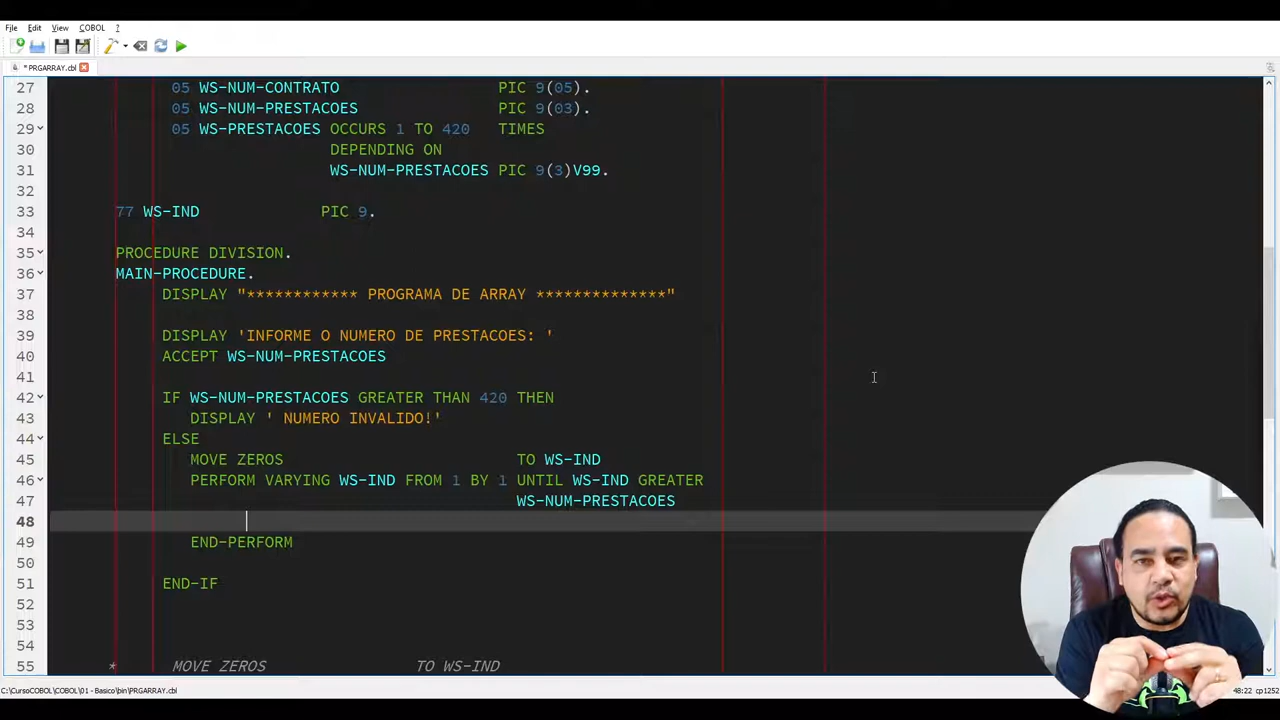 File Edit View COBOL ?
* PRGARRAY.cbl
27 05 WS-NUM-CONTRATO PIC 9(05).
28 05 WS-NUM-PRESTACOES PIC 9(03).
29 05 WS-PRESTACOES OCCURS 1 TO 420 TIMES
30 DEPENDING ON
31 WS-NUM-PRESTACOES PIC 9(3)V99.
32
33 77 WS-IND PIC 9.
34
35 PROCEDURE DIVISION.
36 MAIN-PROCEDURE.
37 DISPLAY "************ PROGRAMA DE ARRAY **************"
38
39 DISPLAY 'INFORME O NUMERO DE PRESTACOES: '
40 ACCEPT WS-NUM-PRESTACOES
41
42 IF WS-NUM-PRESTACOES GREATER THAN 420 THEN
43 DISPLAY ' NUMERO INVALIDO!'
44 ELSE
45 MOVE ZEROS TO WS-IND
46 PERFORM VARYING WS-IND FROM 1 BY 1 UNTIL WS-IND GREATER
47 WS-NUM-PRESTACOES
48
49 END-PERFORM
50
51 END-IF
52
53
54
55 * MOVE ZEROS TO WS-IND
C:\CursoCOBOL\COBOL\01 - Basico\bin\PRGARRAY.cbl 48:22 cp1252